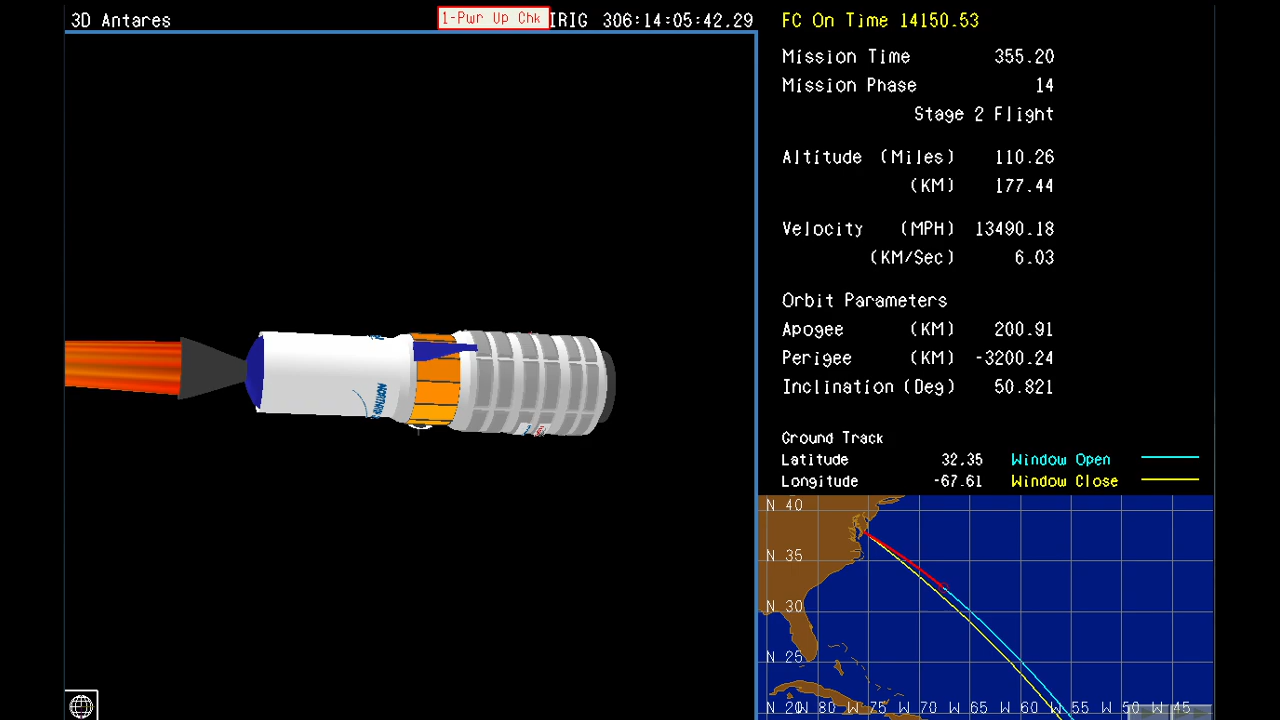 3D Antares
1-Pwr Up Chk
IRIG 306:14:05:42.29
FC On Time 14150.53
Mission Time 355.20
Mission Phase 14
Stage 2 Flight
Altitude (Miles) 110.26
(KM) 177.44
Velocity (MPH) 13490.18
(KM/Sec) 6.03
Orbit Parameters
Apogee (KM) 200.91
Perigee (KM) -3200.24
Inclination (Deg) 50.821
Ground Track
Latitude 32.35 Window Open
Longitude -67.61 Window Close
N 40
N 35
N 30
N 25
N 20 W 80 W 75 W 70 W 65 W 60 W 55 W 50 W 45